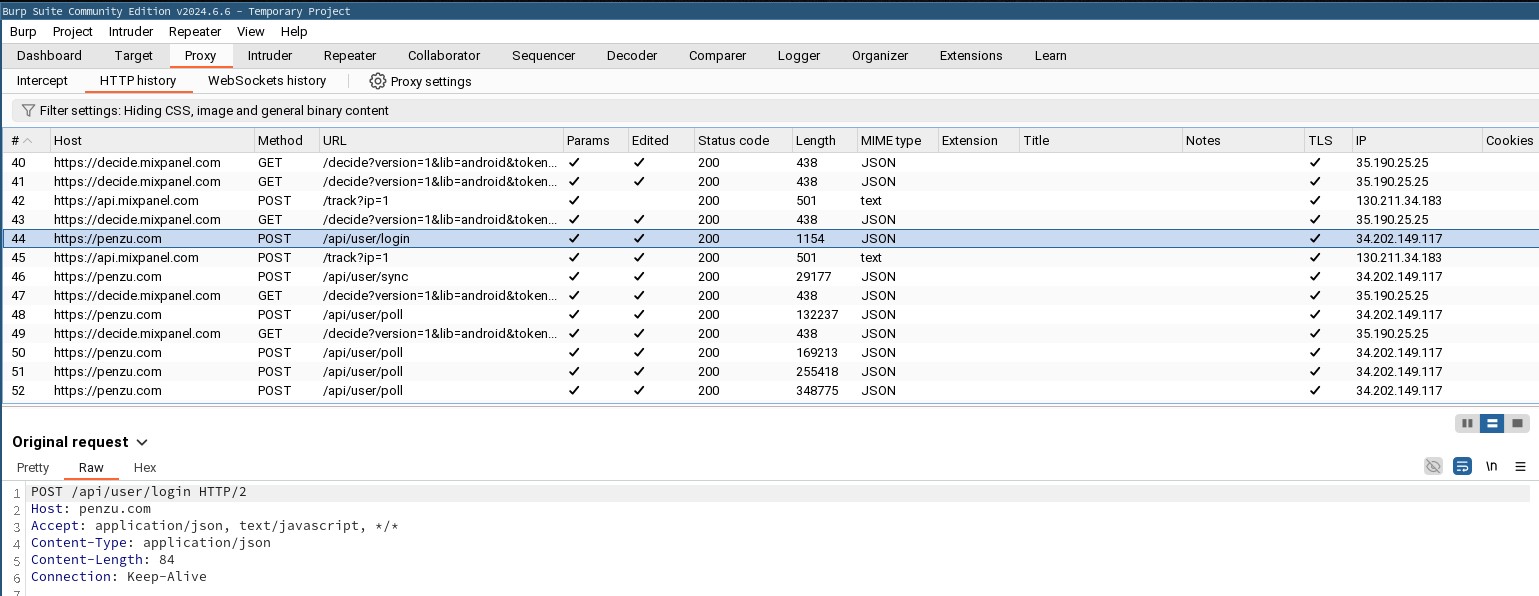 Burp Suite Community Edition v2024.6.6 - Temporary Project
Burp Project Intruder Repeater View Help
Dashboard Target Proxy Intruder Repeater Collaborator Sequencer Decoder Comparer Logger Organizer Extensions Learn
Intercept HTTP history WebSockets history Proxy settings
Filter settings: Hiding CSS, image and general binary content
# Host Method URL Params Edited Status code Length MIME type Extension Title Notes TLS IP Cookies
40 https://decide.mixpanel.com GET /decide?version=1&lib=android&token... ✓ ✓ 200 438 JSON ✓ 35.190.25.25
41 https://decide.mixpanel.com GET /decide?version=1&lib=android&token... ✓ ✓ 200 438 JSON ✓ 35.190.25.25
42 https://api.mixpanel.com POST /track?ip=1 ✓ 200 501 text ✓ 130.211.34.183
43 https://decide.mixpanel.com GET /decide?version=1&lib=android&token... ✓ ✓ 200 438 JSON ✓ 35.190.25.25
44 https://penzu.com POST /api/user/login ✓ ✓ 200 1154 JSON ✓ 34.202.149.117
45 https://api.mixpanel.com POST /track?ip=1 ✓ ✓ 200 501 text ✓ 130.211.34.183
46 https://penzu.com POST /api/user/sync ✓ ✓ 200 29177 JSON ✓ 34.202.149.117
47 https://decide.mixpanel.com GET /decide?version=1&lib=android&token... ✓ ✓ 200 438 JSON ✓ 35.190.25.25
48 https://penzu.com POST /api/user/poll ✓ ✓ 200 132237 JSON ✓ 34.202.149.117
49 https://decide.mixpanel.com GET /decide?version=1&lib=android&token... ✓ ✓ 200 438 JSON ✓ 35.190.25.25
50 https://penzu.com POST /api/user/poll ✓ ✓ 200 169213 JSON ✓ 34.202.149.117
51 https://penzu.com POST /api/user/poll ✓ ✓ 200 255418 JSON ✓ 34.202.149.117
52 https://penzu.com POST /api/user/poll ✓ ✓ 200 348775 JSON ✓ 34.202.149.117
Original request
Pretty Raw Hex \n
1 POST /api/user/login HTTP/2
2 Host: penzu.com
3 Accept: application/json, text/javascript, */*
4 Content-Type: application/json
5 Content-Length: 84
6 Connection: Keep-Alive
7